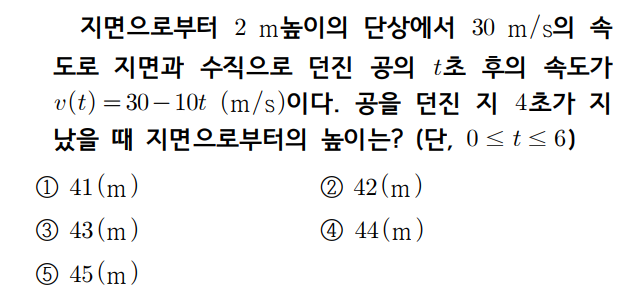 지면으로부터 2 m높이의 단상에서 30 m/s의 속
도로 지면과 수직으로 던진 공의 t초 후의 속도가
v(t)=30-10t (m/s)이다. 공을 던진 지 4초가 지
났을 때 지면으로부터의 높이는? (단, 0≤t≤6)
① 41(m) ② 42(m)
③ 43(m) ④ 44(m)
⑤ 45(m)